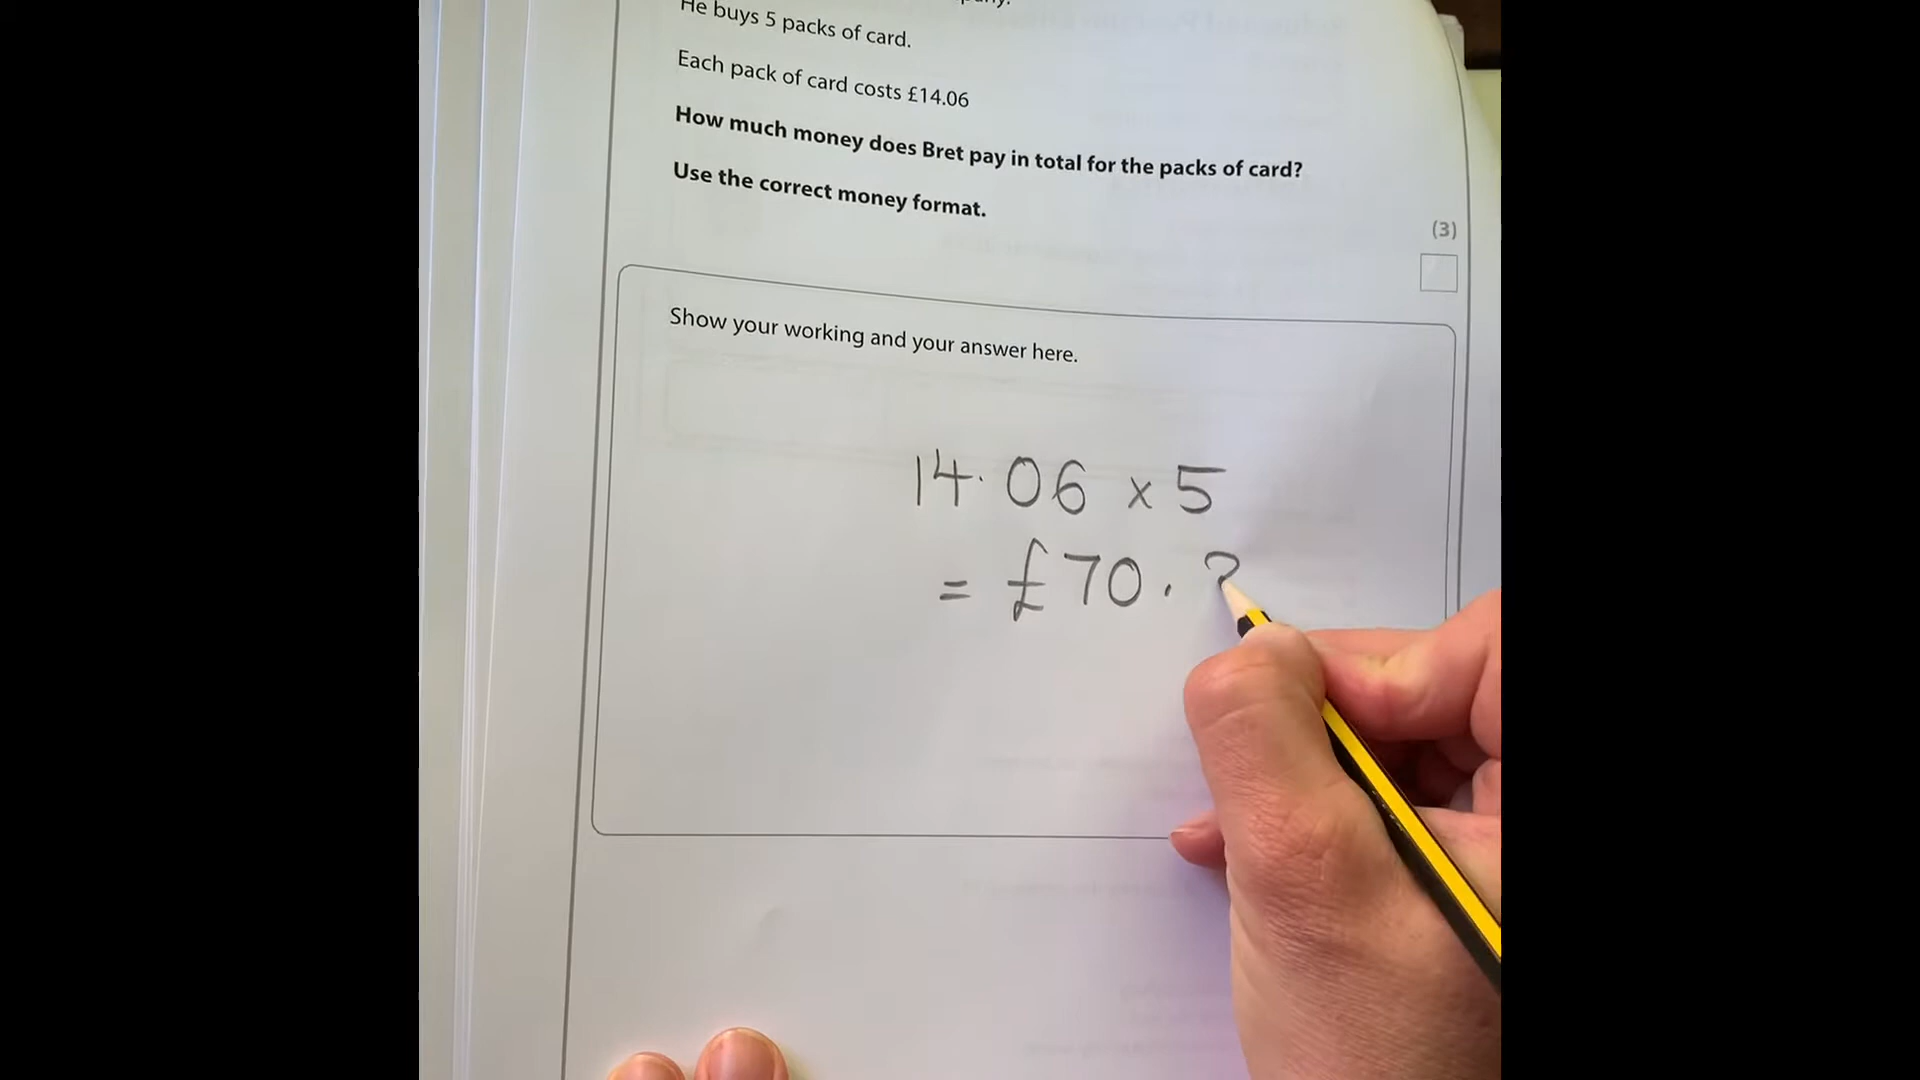 He buys 5 packs of card.
Each pack of card costs £14.06
How much money does Bret pay in total for the packs of card?
Use the correct money format.
(3)
Show your working and your answer here.
14.06 x 5
= £70.